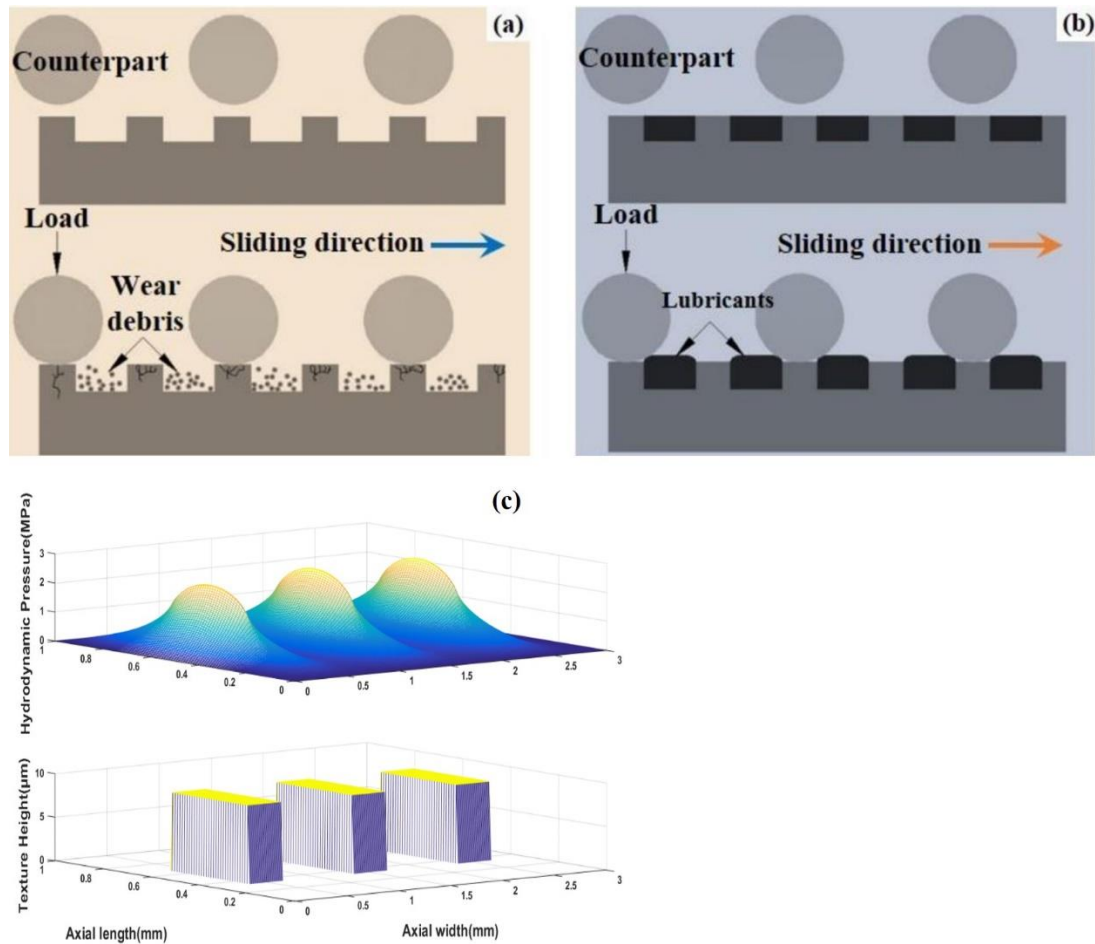 (a)
Counterpart
Load
Sliding direction
Wear
debris
(b)
Counterpart
Load
Sliding direction
Lubricants
(c)
Hydrodynamic Pressure(MPa)
3
2
1
0
1
0.8
0.6
0.4
0.2
0
0
0.5
1
1.5
2
2.5
3
Texture Height(μm)
10
5
0
1
0.8
0.6
0.4
0.2
0
0
0.5
1
1.5
2
2.5
3
Axial length(mm)
Axial width(mm)